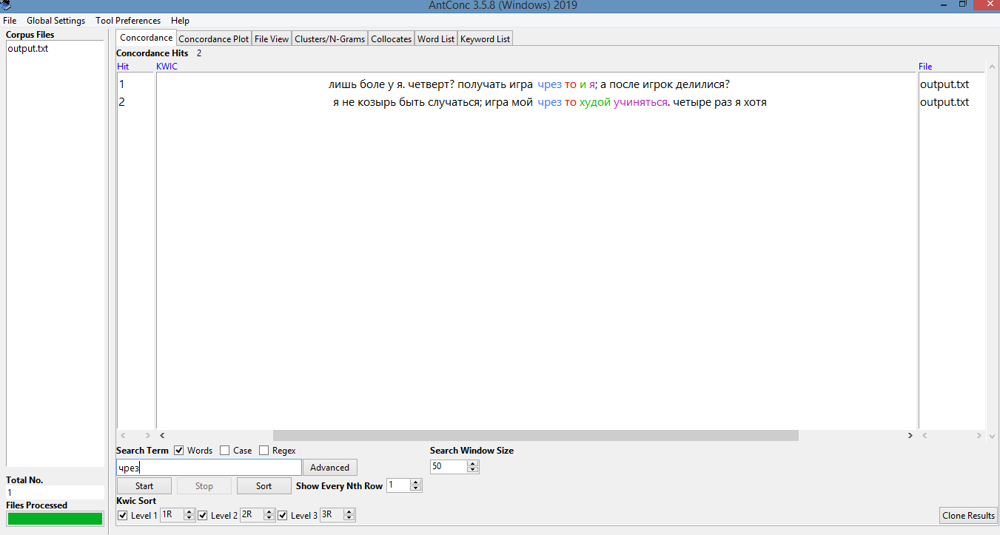 AntConc 3.5.8 (Windows) 2019
File Global Settings Tool Preferences Help
Corpus Files
output.txt
Total No.
1
Files Processed
Concordance Concordance Plot File View Clusters/N-Grams Collocates Word List Keyword List
Concordance Hits 2
Hit KWIC File
1 лишь боле у я. четверт? получать игра чрез то и я; а после игрок делилися? output.txt
2 я не козырь быть случаться; игра мой чрез то худой учиняться. четыре раз я хотя output.txt
Search Term Words Case Regex Search Window Size
чрез Advanced 50
Start Stop Sort Show Every Nth Row 1
Kwic Sort
Level 1 1R Level 2 2R Level 3 3R Clone Results